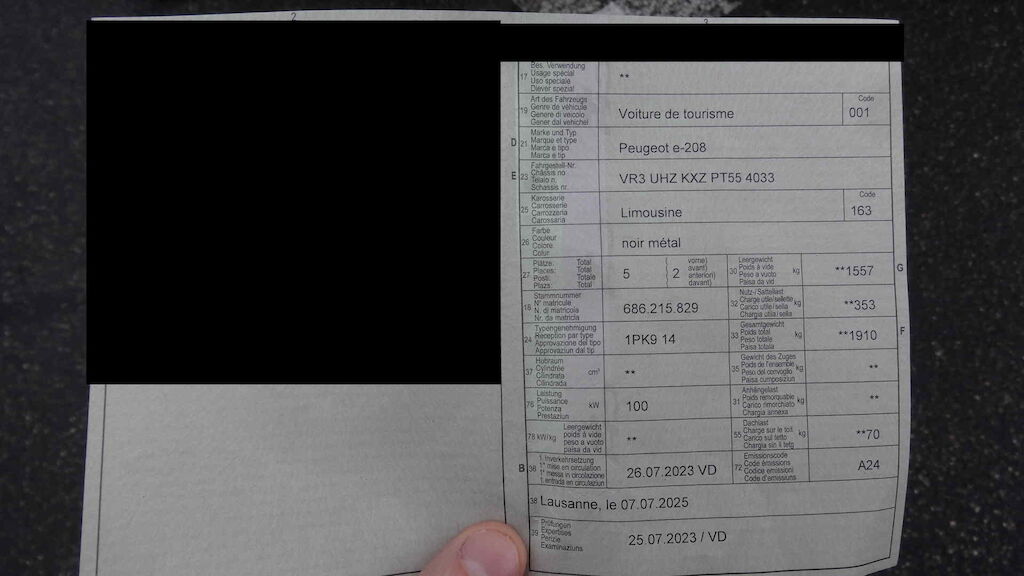 2
3
17 Bes. Verwendung
Usage spécial
Uso speciale
Diever spezial
**
19 Art des Fahrzeugs
Genre de véhicule
Genere di veicolo
Gener dal vehichel
Voiture de tourisme
Code
001
D 21 Marke und Typ
Marque et type
Marca e tipo
Marca e tip
Peugeot e-208
E 23 Fahrgestell-Nr.
Châssis no
Telaio n.
Schassis nr.
VR3 UHZ KXZ PT55 4033
25 Karosserie
Carrosserie
Carrozzeria
Carossaria
Limousine
Code
163
26 Farbe
Couleur
Colore
Colur
noir métal
27 Plätze: Total
Places: Total
Posti: Totale
Plazs: Total
5
2
vorne)
avant)
anteriori)
davant)
30 Leergewicht
Poids à vide
Peso a vuoto
Paisa da vid
kg
**1557
G
18 Stammnummer
N° matricule
N. di matricola
Nr. da matricla
686.215.829
32 Nutz-/Sattellast
Charge utile/sellette
Carico utile/sella
Chargia utila/sella
kg
**353
24 Typengenehmigung
Réception par type
Approvazione del tipo
Approvaziun dal tip
1PK9 14
33 Gesamtgewicht
Poids total
Peso totale
Paisa totala
kg
**1910
F
37 Hubraum
Cylindrée
Cilindrata
Cilindrada
cm³
**
35 Gewicht des Zuges
Poids de l'ensemble
Peso del convoglio
Paisa cumposiziun
kg
**
76 Leistung
Puissance
Potenza
Prestaziun
kW
100
31 Anhängelast
Poids remorquable
Carico rimorchiato
Chargia annexa
kg
**
78 kW/kg
Leergewicht
poids à vide
peso a vuoto
paisa da vid
**
55 Dachlast
Charge sur le toit
Carico sul tetto
Chargia sin il tetg
kg
**70
B 36 1. Inverkehrsetzung
1re mise en circulation
1a messa in circolazione
1. entrada en circulaziun
26.07.2023 VD
72 Emissionscode
Code émissions
Codice emissioni
Code d'emissiuns
A24
38 Lausanne, le 07.07.2025
39 Prüfungen
Expertises
Perizie
Examinaziuns
25.07.2023 / VD